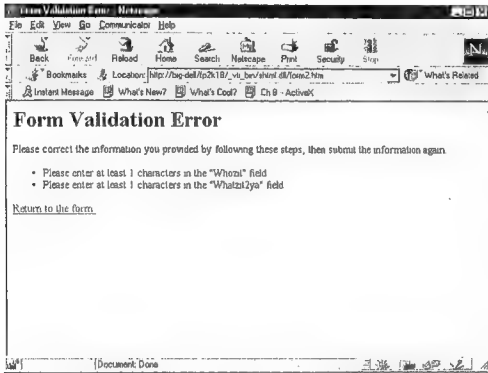 Form Validation Error - Netscape
File Edit View Go Communicator Help
Back Forward Reload Home Search Netscape Print Security Stop
N
Bookmarks Location: http://big-dell/fp2k18/_vti_bin/shtml.dll/form2.htm What's Related
Instant Message What's New? What's Cool? Ch 8 - ActiveX
Form Validation Error
Please correct the information you provided by following these steps, then submit the information again
• Please enter at least 1 characters in the "Whozit" field
• Please enter at least 1 characters in the "Whatzit2ya" field
Return to the form.
Document: Done